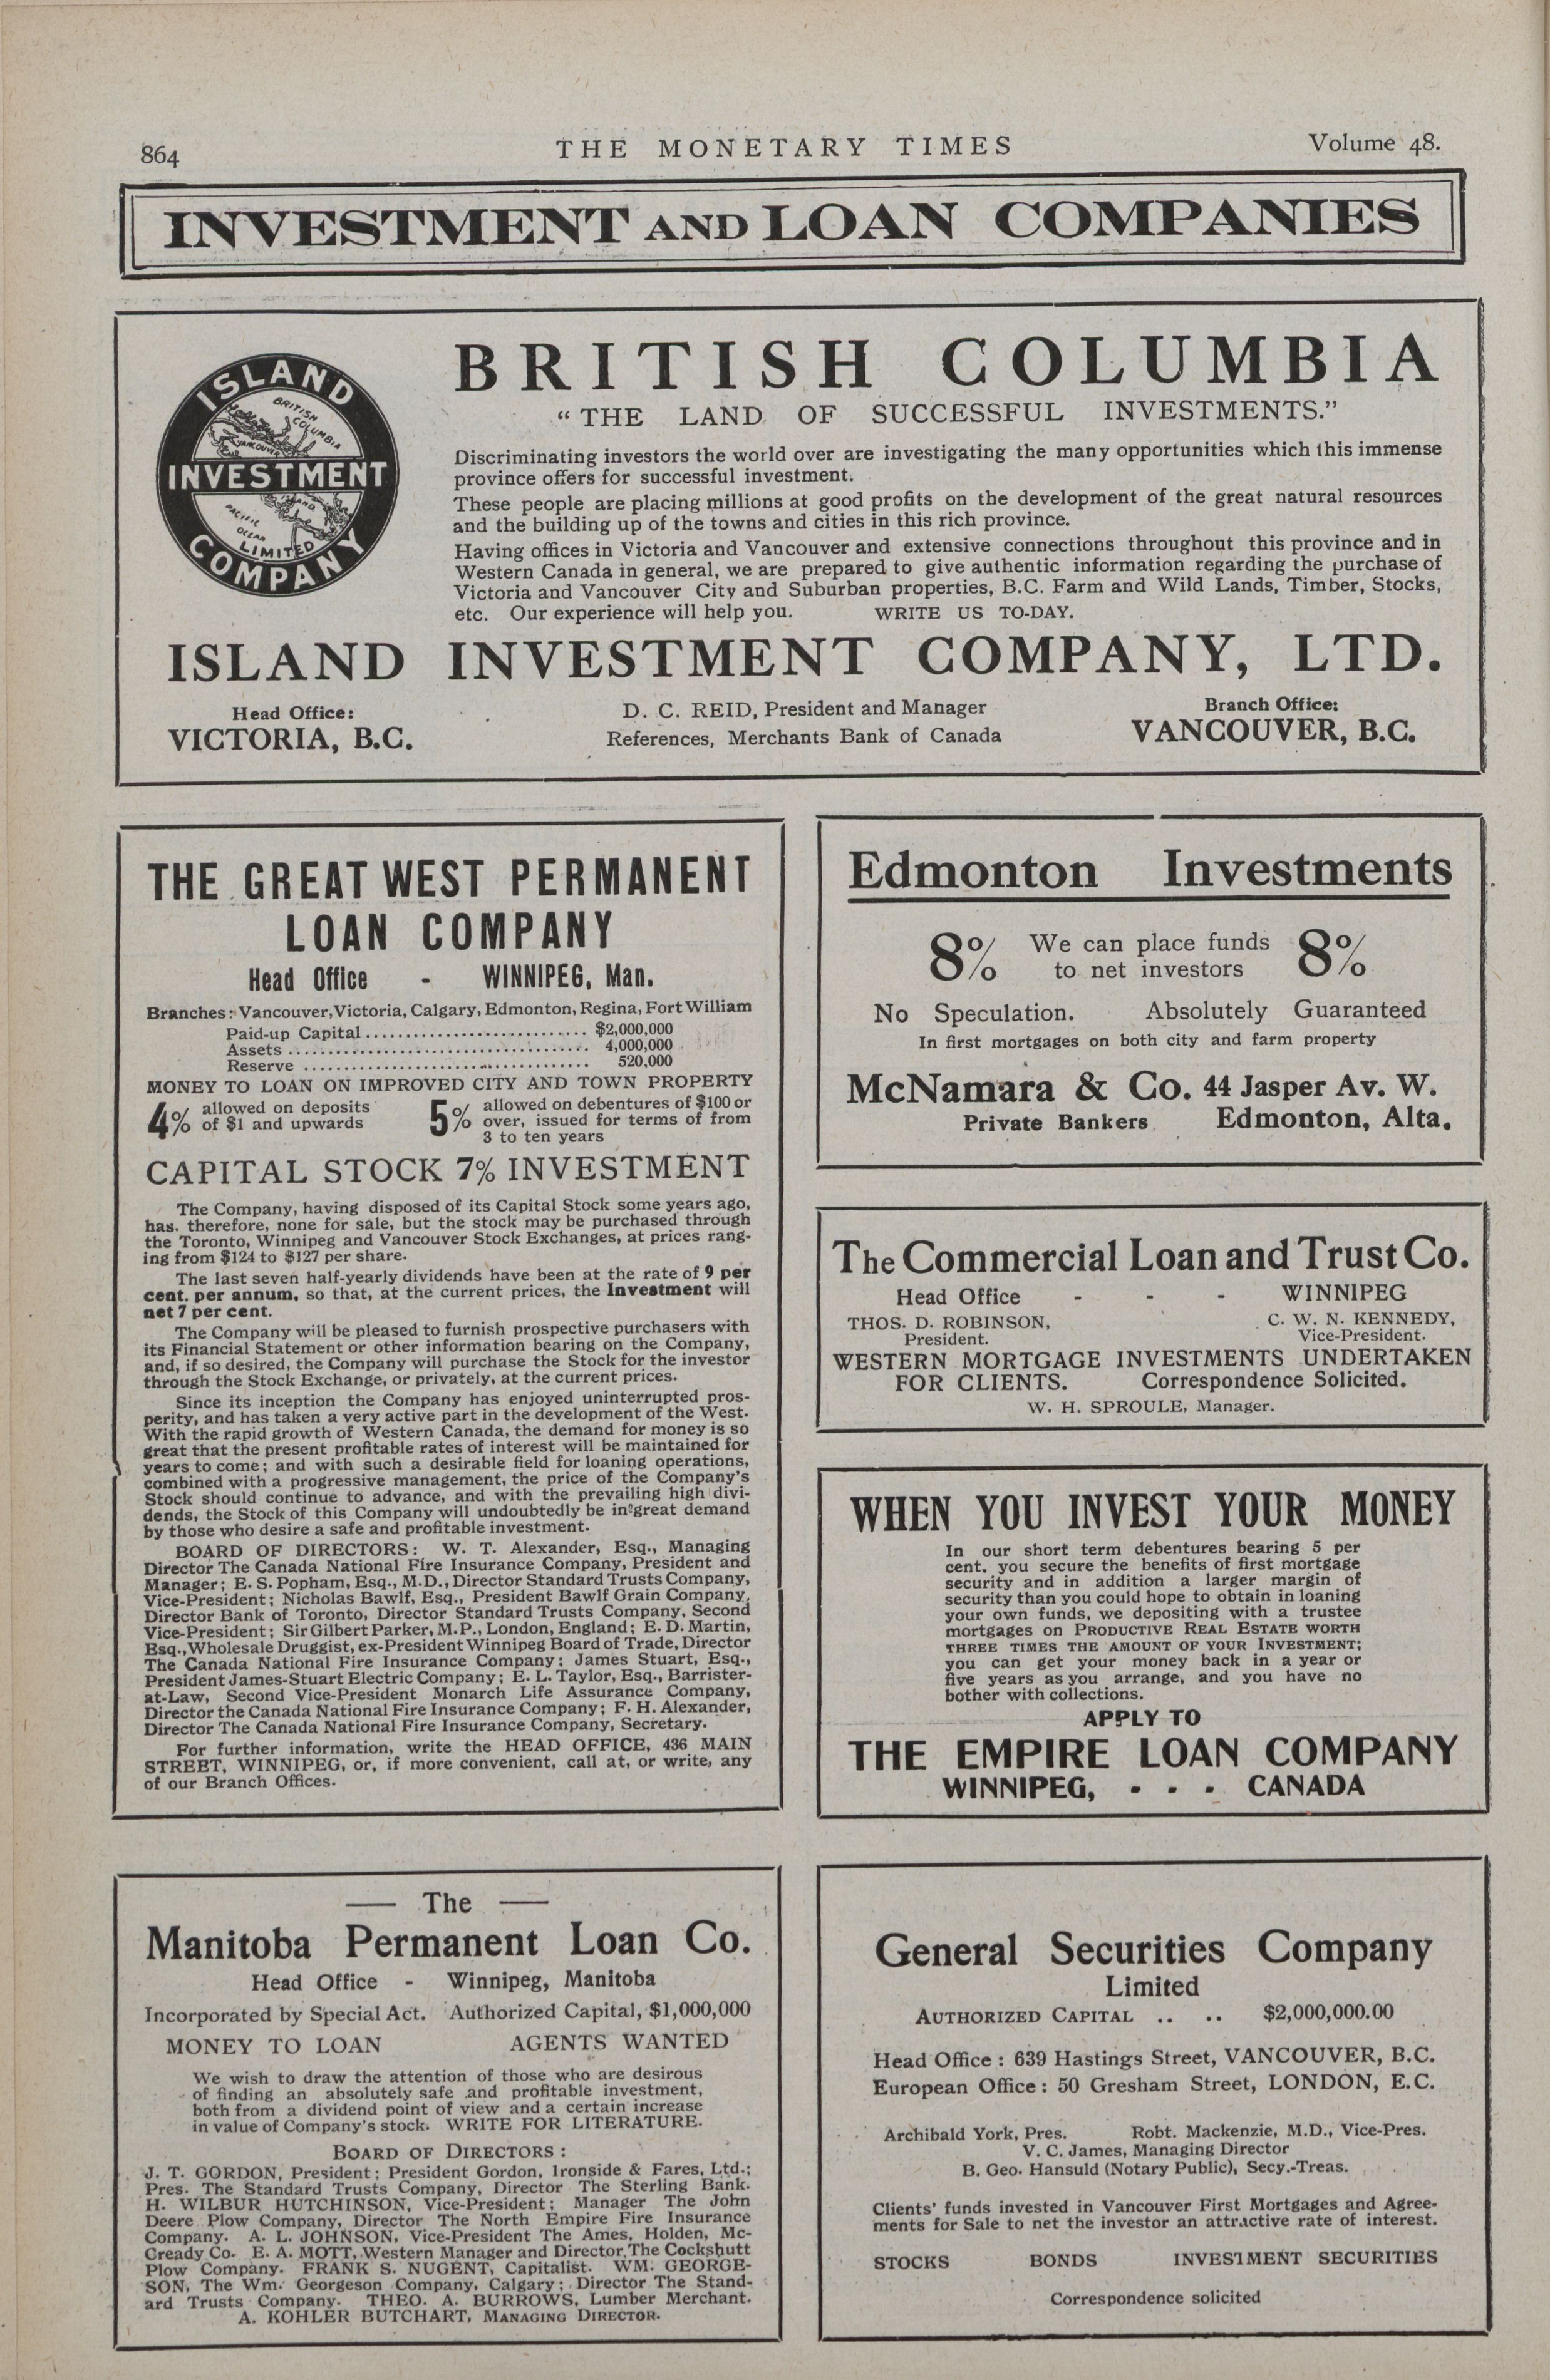 864
THE MONETARY TIMES
Volume 48.
INVESTMENT AND LOAN COMPANIES
ISLAND
BRITISH
COLUMBIA
VANCOUVER
INVESTMENT
ISLAND
PACIFIC
OCEAN
LIMITED
COMPANY
BRITISH COLUMBIA
"THE LAND OF SUCCESSFUL INVESTMENTS."
Discriminating investors the world over are investigating the many opportunities which this immense
province offers for successful investment.
These people are placing millions at good profits on the development of the great natural resources
and the building up of the towns and cities in this rich province.
Having offices in Victoria and Vancouver and extensive connections throughout this province and in
Western Canada in general, we are prepared to give authentic information regarding the purchase of
Victoria and Vancouver City and Suburban properties, B.C. Farm and Wild Lands, Timber, Stocks,
etc. Our experience will help you. WRITE US TO-DAY.
ISLAND INVESTMENT COMPANY, LTD.
Head Office:
VICTORIA, B.C.
D. C. REID, President and Manager
References, Merchants Bank of Canada
Branch Office:
VANCOUVER, B.C.
THE GREAT WEST PERMANENT
LOAN COMPANY
Head Office - WINNIPEG, Man.
Branches: Vancouver, Victoria, Calgary, Edmonton, Regina, Fort William
Paid-up Capital .......................... $2,000,000
Assets .................................... 4,000,000
Reserve .................................. 520,000
MONEY TO LOAN ON IMPROVED CITY AND TOWN PROPERTY
4% allowed on deposits
of $1 and upwards
5% allowed on debentures of $100 or
over, issued for terms of from
3 to ten years
CAPITAL STOCK 7% INVESTMENT
The Company, having disposed of its Capital Stock some years ago,
has. therefore, none for sale, but the stock may be purchased through
the Toronto, Winnipeg and Vancouver Stock Exchanges, at prices rang-
ing from $124 to $127 per share.
The last seven half-yearly dividends have been at the rate of 9 per
cent. per annum, so that, at the current prices, the Investment will
net 7 per cent.
The Company will be pleased to furnish prospective purchasers with
its Financial Statement or other information bearing on the Company,
and, if so desired, the Company will purchase the Stock for the investor
through the Stock Exchange, or privately, at the current prices.
Since its inception the Company has enjoyed uninterrupted pros-
perity, and has taken a very active part in the development of the West.
With the rapid growth of Western Canada, the demand for money is so
great that the present profitable rates of interest will be maintained for
years to come; and with such a desirable field for loaning operations,
combined with a progressive management, the price of the Company's
Stock should continue to advance, and with the prevailing high divi-
dends, the Stock of this Company will undoubtedly be in great demand
by those who desire a safe and profitable investment.
BOARD OF DIRECTORS: W. T. Alexander, Esq., Managing
Director The Canada National Fire Insurance Company, President and
Manager; E. S. Popham, Esq., M.D., Director Standard Trusts Company,
Vice-President; Nicholas Bawlf, Esq., President Bawlf Grain Company,
Director Bank of Toronto, Director Standard Trusts Company, Second
Vice-President; Sir Gilbert Parker, M.P., London, England; E. D. Martin,
Esq., Wholesale Druggist, ex-President Winnipeg Board of Trade, Director
The Canada National Fire Insurance Company; James Stuart, Esq.,
President James-Stuart Electric Company; E. L. Taylor, Esq., Barrister-
at-Law, Second Vice-President Monarch Life Assurance Company,
Director the Canada National Fire Insurance Company; F. H. Alexander,
Director The Canada National Fire Insurance Company, Secretary.
For further information, write the HEAD OFFICE, 436 MAIN
STREET, WINNIPEG, or, if more convenient, call at, or write, any
of our Branch Offices.
Edmonton Investments
8% We can place funds
to net investors 8%
No Speculation. Absolutely Guaranteed
In first mortgages on both city and farm property
McNamara & Co. 44 Jasper Av. W.
Private Bankers Edmonton, Alta.
The Commercial Loan and Trust Co.
Head Office - - - WINNIPEG
THOS. D. ROBINSON,
President.
C. W. N. KENNEDY,
Vice-President.
WESTERN MORTGAGE INVESTMENTS UNDERTAKEN
FOR CLIENTS. Correspondence Solicited.
W. H. SPROULE, Manager.
WHEN YOU INVEST YOUR MONEY
In our short term debentures bearing 5 per
cent. you secure the benefits of first mortgage
security and in addition a larger margin of
security than you could hope to obtain in loaning
your own funds, we depositing with a trustee
mortgages on PRODUCTIVE REAL ESTATE WORTH
THREE TIMES THE AMOUNT OF YOUR INVESTMENT;
you can get your money back in a year or
five years as you arrange, and you have no
bother with collections.
APPLY TO
THE EMPIRE LOAN COMPANY
WINNIPEG, - - - CANADA
The
Manitoba Permanent Loan Co.
Head Office - Winnipeg, Manitoba
Incorporated by Special Act. Authorized Capital, $1,000,000
MONEY TO LOAN AGENTS WANTED
We wish to draw the attention of those who are desirous
of finding an absolutely safe and profitable investment,
both from a dividend point of view and a certain increase
in value of Company's stock. WRITE FOR LITERATURE.
BOARD OF DIRECTORS:
J. T. GORDON, President; President Gordon, Ironside & Fares, Ltd.;
Pres. The Standard Trusts Company, Director The Sterling Bank.
H. WILBUR HUTCHINSON, Vice-President; Manager The John
Deere Plow Company, Director The North Empire Fire Insurance
Company. A. L. JOHNSON, Vice-President The Ames, Holden, Mc-
Cready Co. E. A. MOTT, Western Manager and Director, The Cockshutt
Plow Company. FRANK S. NUGENT, Capitalist. WM. GEORGE-
SON, The Wm. Georgeson Company, Calgary; Director The Stand-
ard Trusts Company. THEO. A. BURROWS, Lumber Merchant.
A. KOHLER BUTCHART, MANAGING DIRECTOR.
General Securities Company
Limited
AUTHORIZED CAPITAL .. .. $2,000,000.00
Head Office: 639 Hastings Street, VANCOUVER, B.C.
European Office: 50 Gresham Street, LONDON, E.C.
Archibald York, Pres. Robt. Mackenzie, M.D., Vice-Pres.
V. C. James, Managing Director
B. Geo. Hansuld (Notary Public), Secy.-Treas.
Clients' funds invested in Vancouver First Mortgages and Agree-
ments for Sale to net the investor an attractive rate of interest.
STOCKS BONDS INVESTMENT SECURITIES
Correspondence solicited